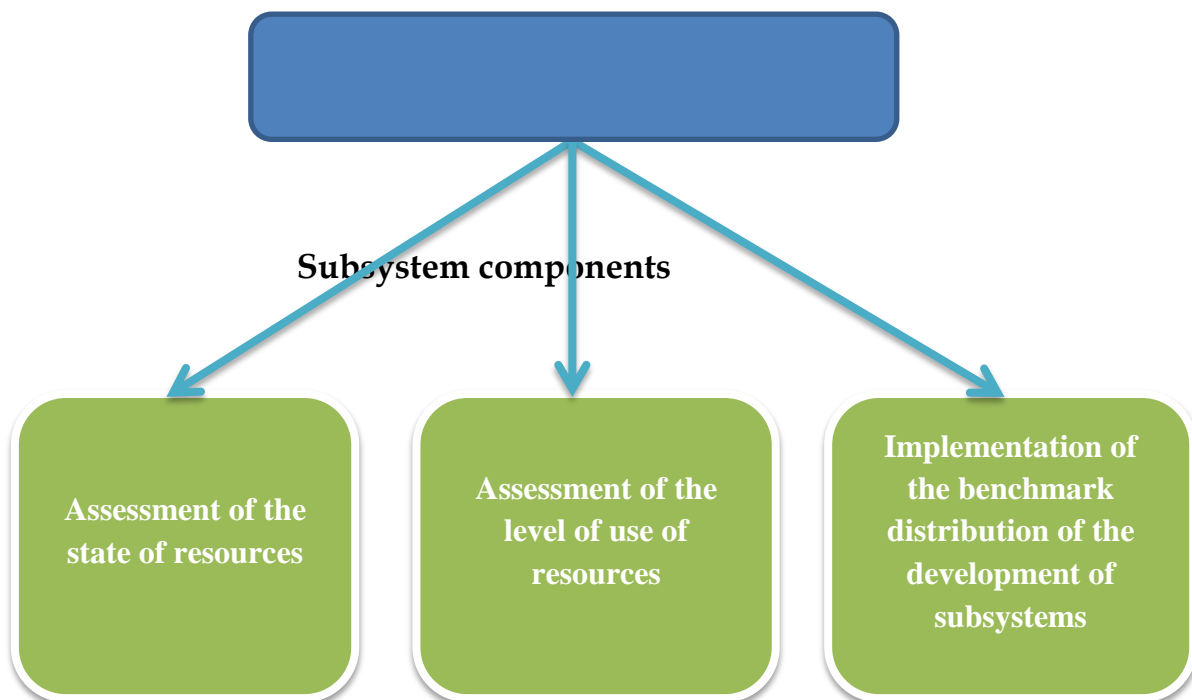 Subsystem components
Assessment of the
state of resources
Assessment of the
level of use of
resources
Implementation of
the benchmark
distribution of the
development of
subsystems